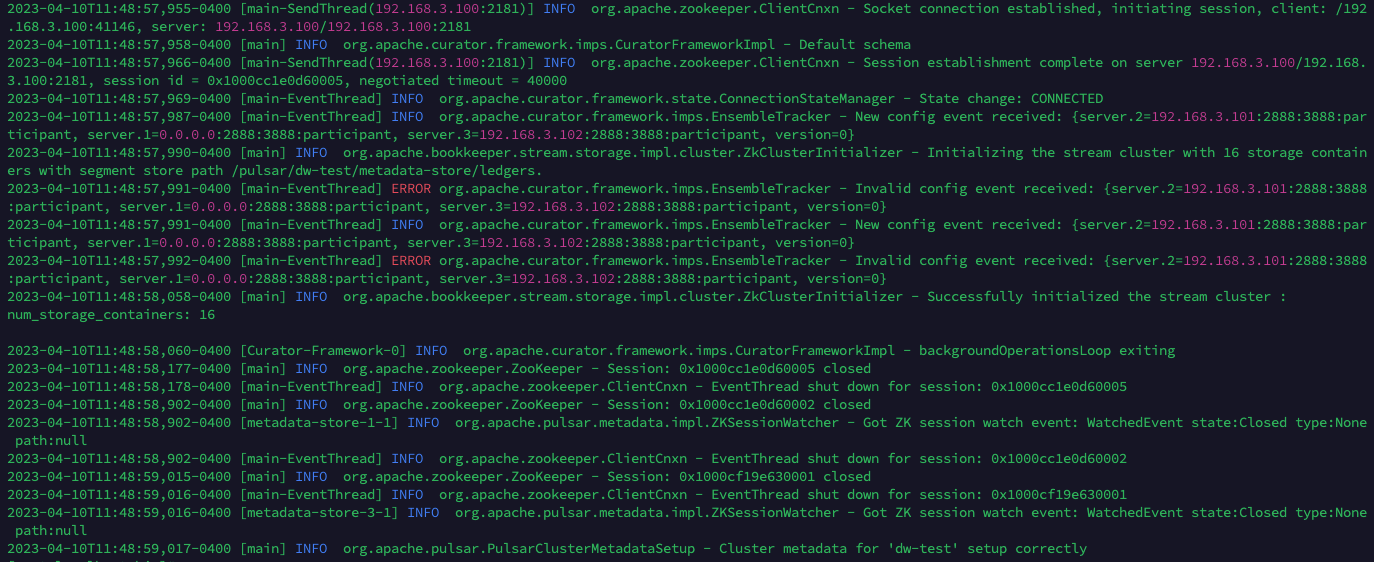 2023-04-10T11:48:57,955-0400 [main-SendThread(192.168.3.100:2181)] INFO  org.apache.zookeeper.ClientCnxn - Socket connection established, initiating session, client: /192
.168.3.100:41146, server: 192.168.3.100/192.168.3.100:2181
2023-04-10T11:48:57,958-0400 [main] INFO  org.apache.curator.framework.imps.CuratorFrameworkImpl - Default schema
2023-04-10T11:48:57,966-0400 [main-SendThread(192.168.3.100:2181)] INFO  org.apache.zookeeper.ClientCnxn - Session establishment complete on server 192.168.3.100/192.168.
3.100:2181, session id = 0x1000cc1e0d60005, negotiated timeout = 40000
2023-04-10T11:48:57,969-0400 [main-EventThread] INFO  org.apache.curator.framework.state.ConnectionStateManager - State change: CONNECTED
2023-04-10T11:48:57,987-0400 [main-EventThread] INFO  org.apache.curator.framework.imps.EnsembleTracker - New config event received: {server.2=192.168.3.101:2888:3888:par
ticipant, server.1=0.0.0.0:2888:3888:participant, server.3=192.168.3.102:2888:3888:participant, version=0}
2023-04-10T11:48:57,990-0400 [main] INFO  org.apache.bookkeeper.stream.storage.impl.cluster.ZkClusterInitializer - Initializing the stream cluster with 16 storage contain
ers with segment store path /pulsar/dw-test/metadata-store/ledgers.
2023-04-10T11:48:57,991-0400 [main-EventThread] ERROR org.apache.curator.framework.imps.EnsembleTracker - Invalid config event received: {server.2=192.168.3.101:2888:3888
:participant, server.1=0.0.0.0:2888:3888:participant, server.3=192.168.3.102:2888:3888:participant, version=0}
2023-04-10T11:48:57,991-0400 [main-EventThread] INFO  org.apache.curator.framework.imps.EnsembleTracker - New config event received: {server.2=192.168.3.101:2888:3888:par
ticipant, server.1=0.0.0.0:2888:3888:participant, server.3=192.168.3.102:2888:3888:participant, version=0}
2023-04-10T11:48:57,992-0400 [main-EventThread] ERROR org.apache.curator.framework.imps.EnsembleTracker - Invalid config event received: {server.2=192.168.3.101:2888:3888
:participant, server.1=0.0.0.0:2888:3888:participant, server.3=192.168.3.102:2888:3888:participant, version=0}
2023-04-10T11:48:58,058-0400 [main] INFO  org.apache.bookkeeper.stream.storage.impl.cluster.ZkClusterInitializer - Successfully initialized the stream cluster :
num_storage_containers: 16
2023-04-10T11:48:58,060-0400 [Curator-Framework-0] INFO  org.apache.curator.framework.imps.CuratorFrameworkImpl - backgroundOperationsLoop exiting
2023-04-10T11:48:58,177-0400 [main] INFO  org.apache.zookeeper.ZooKeeper - Session: 0x1000cc1e0d60005 closed
2023-04-10T11:48:58,178-0400 [main-EventThread] INFO  org.apache.zookeeper.ClientCnxn - EventThread shut down for session: 0x1000cc1e0d60005
2023-04-10T11:48:58,902-0400 [main] INFO  org.apache.zookeeper.ZooKeeper - Session: 0x1000cc1e0d60002 closed
2023-04-10T11:48:58,902-0400 [metadata-store-1-1] INFO  org.apache.pulsar.metadata.impl.ZKSessionWatcher - Got ZK session watch event: WatchedEvent state:Closed type:None
 path:null
2023-04-10T11:48:58,902-0400 [main-EventThread] INFO  org.apache.zookeeper.ClientCnxn - EventThread shut down for session: 0x1000cc1e0d60002
2023-04-10T11:48:59,015-0400 [main] INFO  org.apache.zookeeper.ZooKeeper - Session: 0x1000cf19e630001 closed
2023-04-10T11:48:59,016-0400 [main-EventThread] INFO  org.apache.zookeeper.ClientCnxn - EventThread shut down for session: 0x1000cf19e630001
2023-04-10T11:48:59,016-0400 [metadata-store-3-1] INFO  org.apache.pulsar.metadata.impl.ZKSessionWatcher - Got ZK session watch event: WatchedEvent state:Closed type:None
 path:null
2023-04-10T11:48:59,017-0400 [main] INFO  org.apache.pulsar.PulsarClusterMetadataSetup - Cluster metadata for 'dw-test' setup correctly